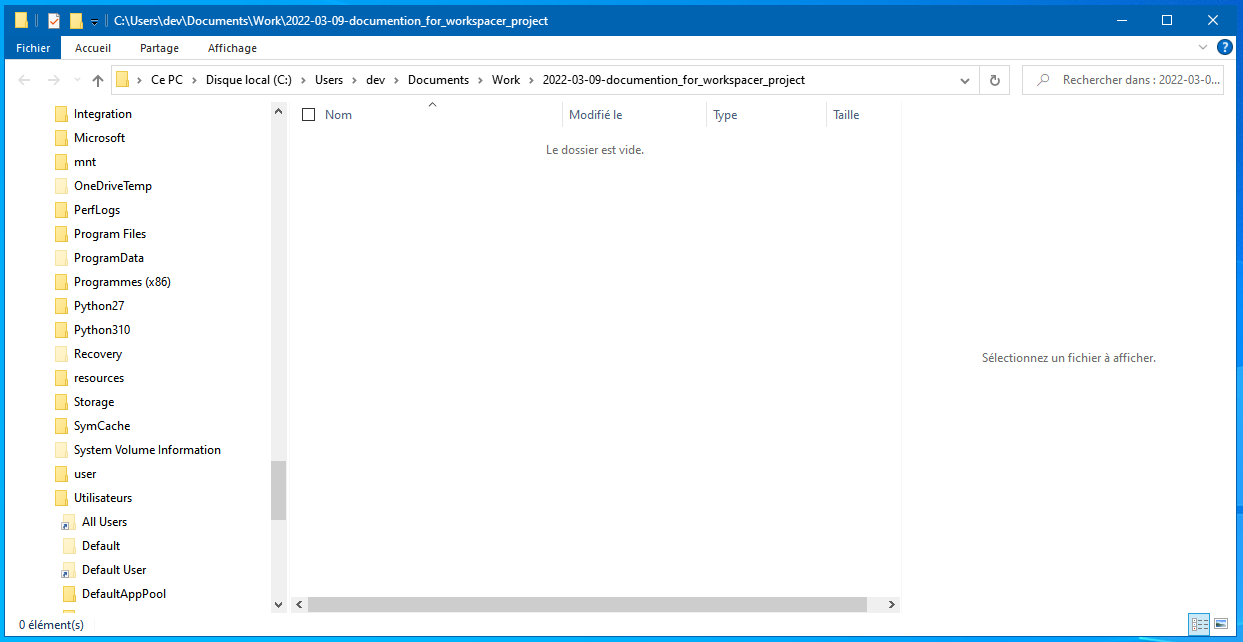 C:\Users\dev\Documents\Work\2022-03-09-documention_for_workspacer_project
Fichier Accueil Partage Affichage
Ce PC Disque local (C:) Users dev Documents Work 2022-03-09-documention_for_workspacer_project Rechercher dans : 2022-03-0...
Nom Modifié le Type Taille
Le dossier est vide.
Sélectionnez un fichier à afficher.
Integration
Microsoft
mnt
OneDriveTemp
PerfLogs
Program Files
ProgramData
Programmes (x86)
Python27
Python310
Recovery
resources
Storage
SymCache
System Volume Information
user
Utilisateurs
All Users
Default
Default User
DefaultAppPool
0 élément(s)